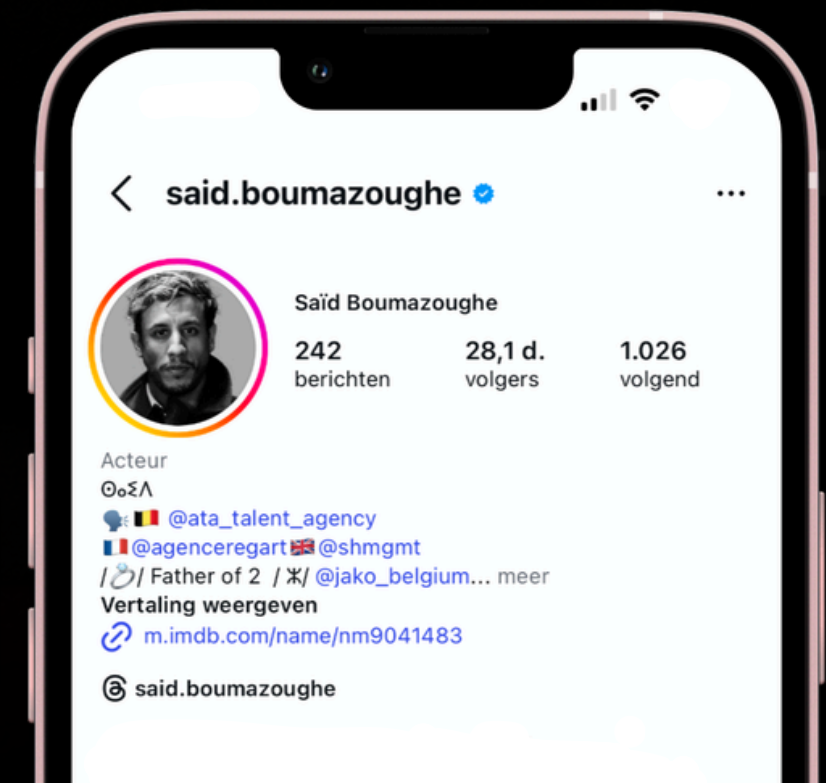 said.boumazoughe
Saïd Boumazoughe
242 28,1 d. 1.026
berichten volgers volgend
Acteur
ⵙⴰⵉⴷ
@ata_talent_agency
@agenceregart @shmgmt
/💍/ Father of 2 / ⵣ/ @jako_belgium... meer
Vertaling weergeven
m.imdb.com/name/nm9041483
said.boumazoughe